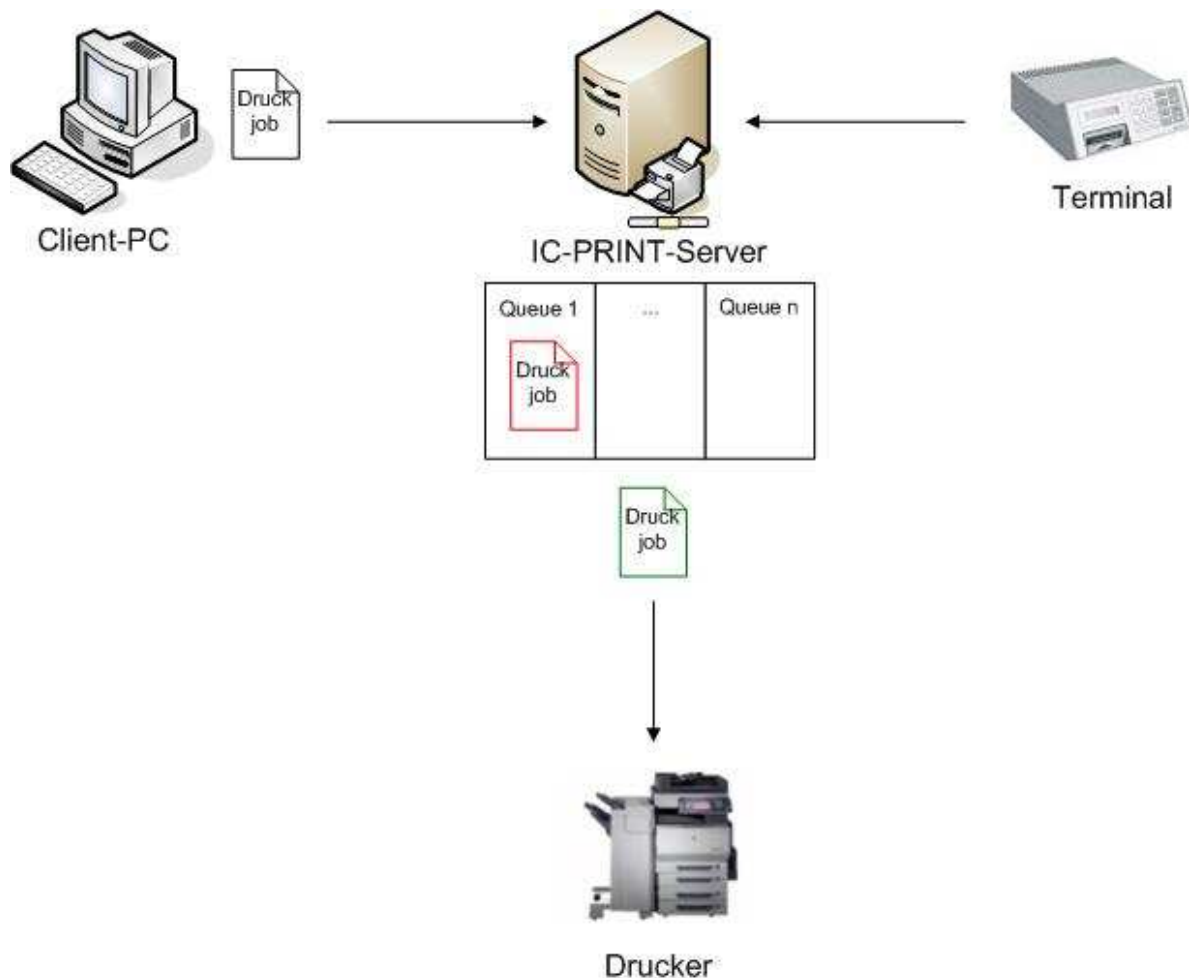 Druck
job
Client-PC
IC-PRINT-Server
Terminal
Queue 1
...
Queue n
Druck
job
Druck
job
Drucker